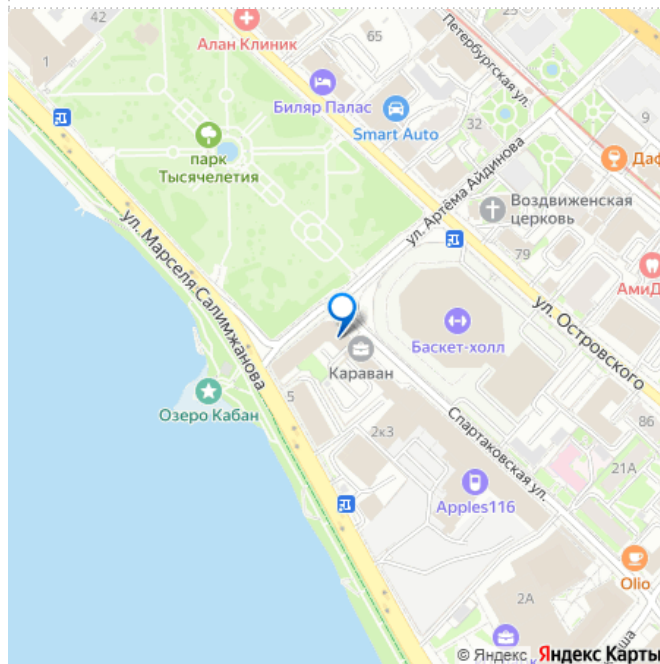 42
1
Алан Клиник
65
25
Петербургская ул.
Биляр Палас
Smart Auto
32
9
парк
Тысячелетия
ул. Артёма Айдинова
Даф
Воздвиженская
церковь
79
АмиД
ул. Марселя Салимжанова
ул. Островского
Баскет-холл
Караван
5
Озеро Кабан
2к3
Спартаковская ул.
86
21А
Apples116
Olio
2А
© Яндекс Яндекс Карты